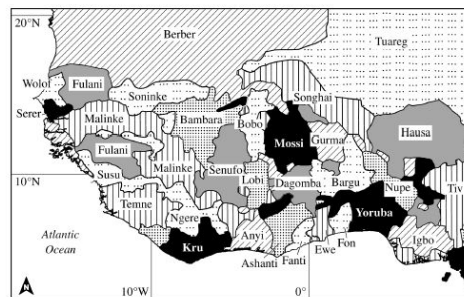 20°N
Berber
Tuareg
Wolof
Fulani
Soninke
Songhai
Serer
Malinke
Bambara
Bobo
Mossi
Hausa
Gurma
Fulani
Malinke
Senufo
10°N
Lobi
Dagomba
Bargu
Nupe
Tiv
Susu
Temne
Yoruba
Ngere
Atlantic
Ocean
Kru
Anyi
Igbo
Ewe
Fon
Fanti
Ashanti
N
10°W
0°